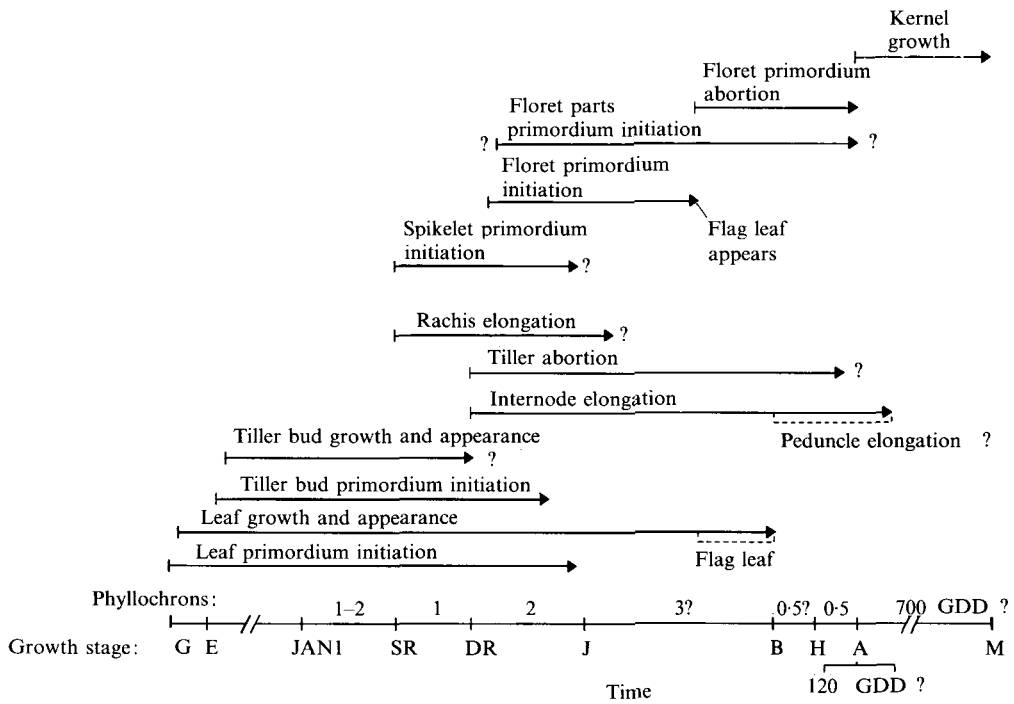 Kernel
growth
Floret primordium
abortion
Floret parts
primordium initiation
? ?
Floret primordium
initiation
Flag leaf
appears
Spikelet primordium
initiation
?
Rachis elongation
?
Tiller abortion
?
Internode elongation
Peduncle elongation ?
Tiller bud growth and appearance
?
Tiller bud primordium initiation
Leaf growth and appearance
Flag leaf
Leaf primordium initiation
Phyllochrons: 1–2 1 2 3? 0·5? 0·5 700 GDD ?
Growth stage: G E JAN1 SR DR J B H A M
120 GDD ?
Time